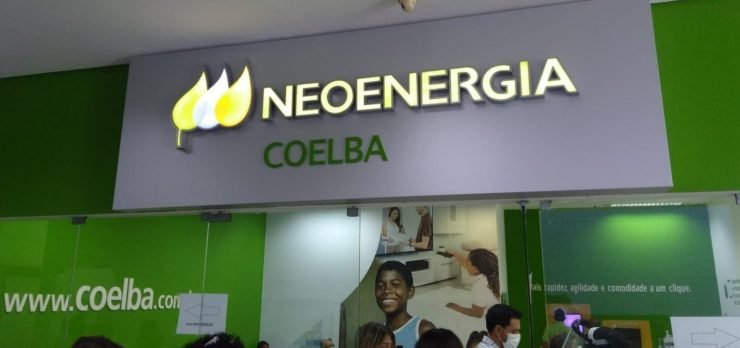 NEOENERGIA
COELBA
www.coelba.com.
Mais rapidez, agilidade e comodidade a um clique.